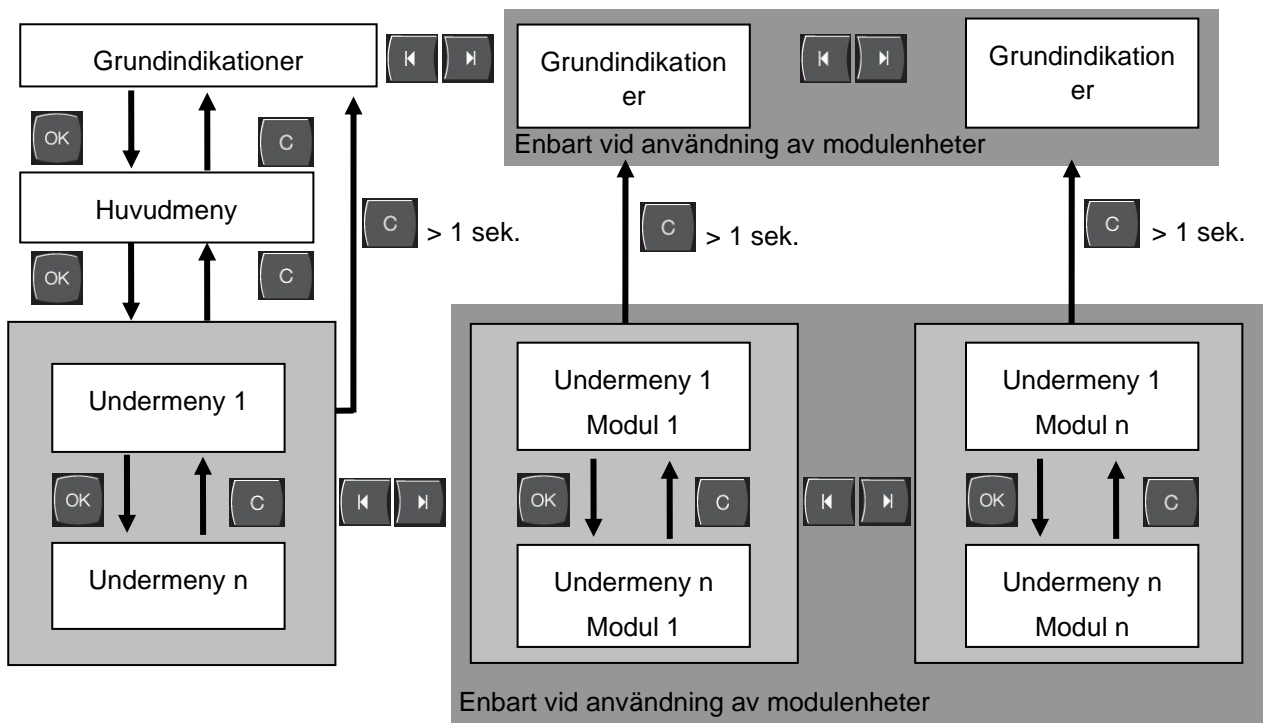 Grundindikationer
Grundindikation
er
Grundindikation
er
Enbart vid användning av modulenheter
OK
C
Huvudmeny
C > 1 sek.
C > 1 sek.
C > 1 sek.
OK
C
Undermeny 1
OK
C
Undermeny n
Undermeny 1
Modul 1
OK
C
Undermeny n
Modul 1
Undermeny 1
Modul n
OK
C
Undermeny n
Modul n
Enbart vid användning av modulenheter